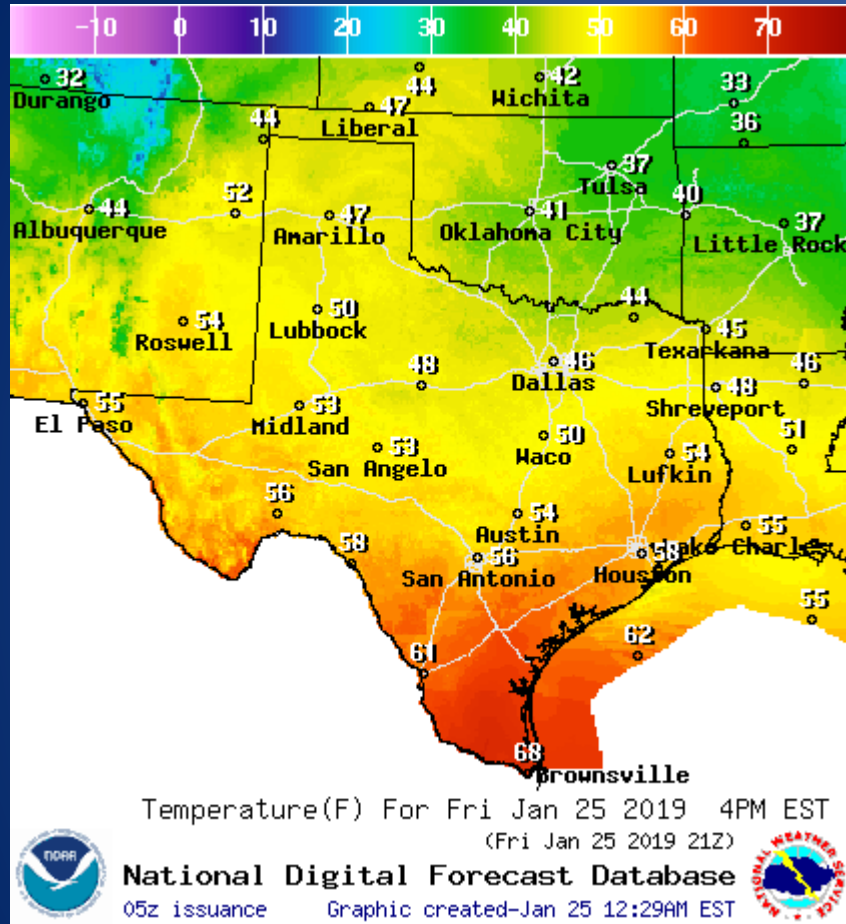 -10 0 10 20 30 40 50 60 70
32 44 42 33
Durango Wichita
47
Liberal
44 36
37
Tulsa
44 52 47 41 40 37
Albuquerque Amarillo Oklahoma City Little Rock
54 50 44 45
Roswell Lubbock Texarkana
49 46 48 46
Dallas Shreveport
55 53
El Paso Midland
53 50 54 51
San Angelo Waco Lufkin
56 54 55
Austin Lake Charles
58 56 58
San Antonio Houston
61 62 55
68
Brownsville
Temperature(F) For Fri Jan 25 2019 4PM EST
(Fri Jan 25 2019 21Z)
NOAA
NATIONAL WEATHER SERVICE
National Digital Forecast Database
05z issuance Graphic created-Jan 25 12:29AM EST